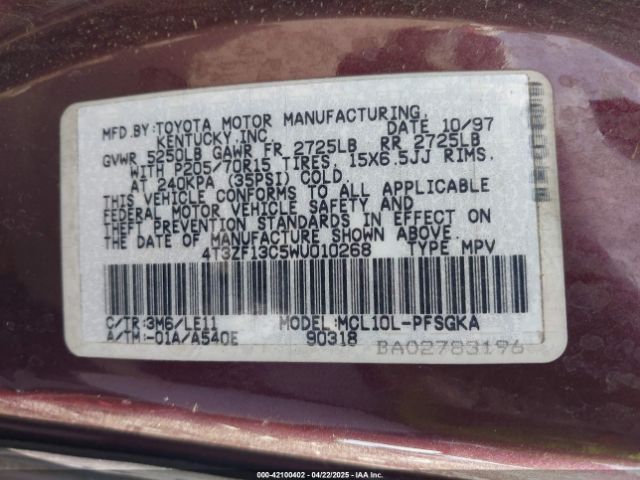 MFD.BY:TOYOTA MOTOR MANUFACTURING,
KENTUCKY,INC. DATE 10/97
GVWR 5250LB GAWR FR 2725LB RR 2725LB
WITH P205/70R15 TIRES, 15X6.5JJ RIMS,
AT 240KPA (35PSI) COLD.
THIS VEHICLE CONFORMS TO ALL APPLICABLE
FEDERAL MOTOR VEHICLE SAFETY AND
THEFT PREVENTION STANDARDS IN EFFECT ON
THE DATE OF MANUFACTURE SHOWN ABOVE.
4T3ZF13C5WU010268 TYPE MPV
C/TR:3M6/LE11 MODEL:MCL10L-PFSGKA
A/TM:-01A/A540E 90318 BA02783196
000-42100402 - 04/22/2025 - IAAI.COM